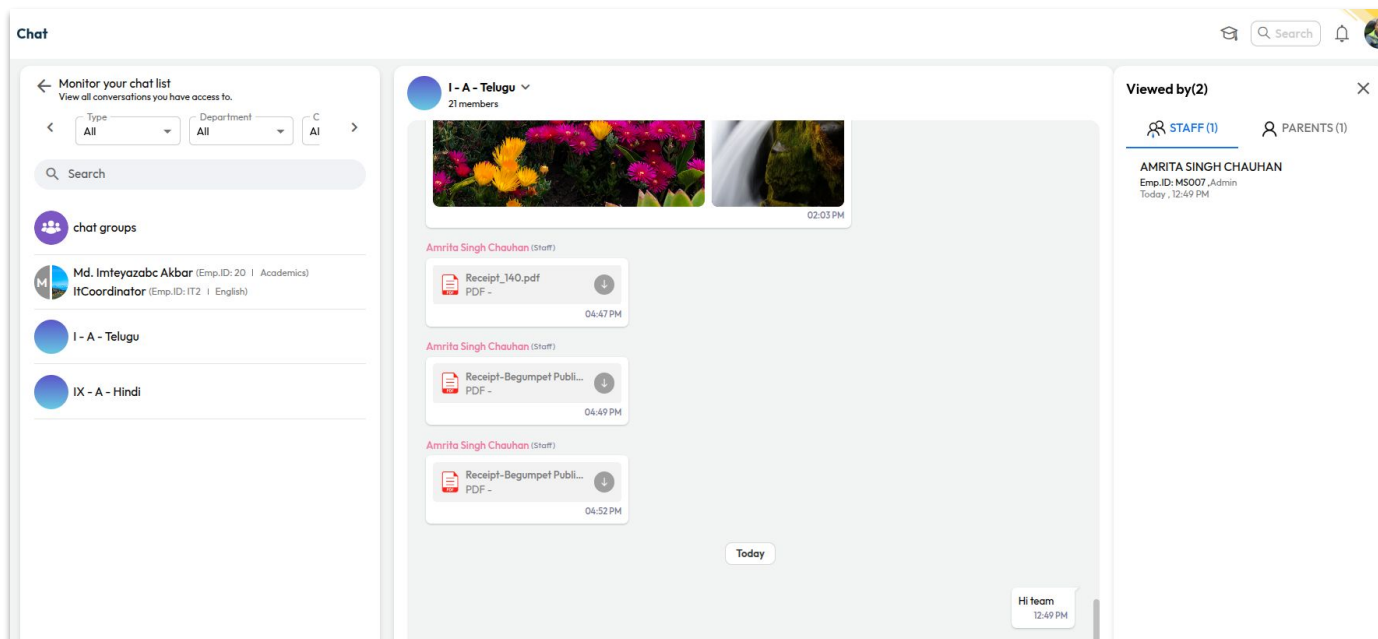 Chat
Search
Monitor your chat list
View all conversations you have access to.
Type
All
Department
All
C
Al
Search
chat groups
M
Md. Imteyazabc Akbar (Emp.ID: 20 | Academics)
ItCoordinator (Emp.ID: IT2 | English)
I - A - Telugu
IX - A - Hindi
I - A - Telugu
21 members
02:03 PM
Amrita Singh Chauhan (Staff)
Receipt_140.pdf
PDF -
04:47 PM
Amrita Singh Chauhan (Staff)
Receipt-Begumpet Publi...
PDF -
04:49 PM
Amrita Singh Chauhan (Staff)
Receipt-Begumpet Publi...
PDF -
04:52 PM
Today
Hi team
12:49 PM
Viewed by(2)
STAFF (1)
PARENTS (1)
AMRITA SINGH CHAUHAN
Emp.ID: MS007 ,Admin
Today , 12:49 PM